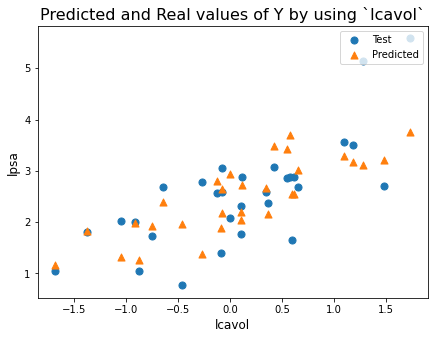 Predicted and Real values of Y by using `lcavol`
Test
Predicted
lpsa
5
4
3
2
1
−1.5
−1.0
−0.5
0.0
0.5
1.0
1.5
lcavol